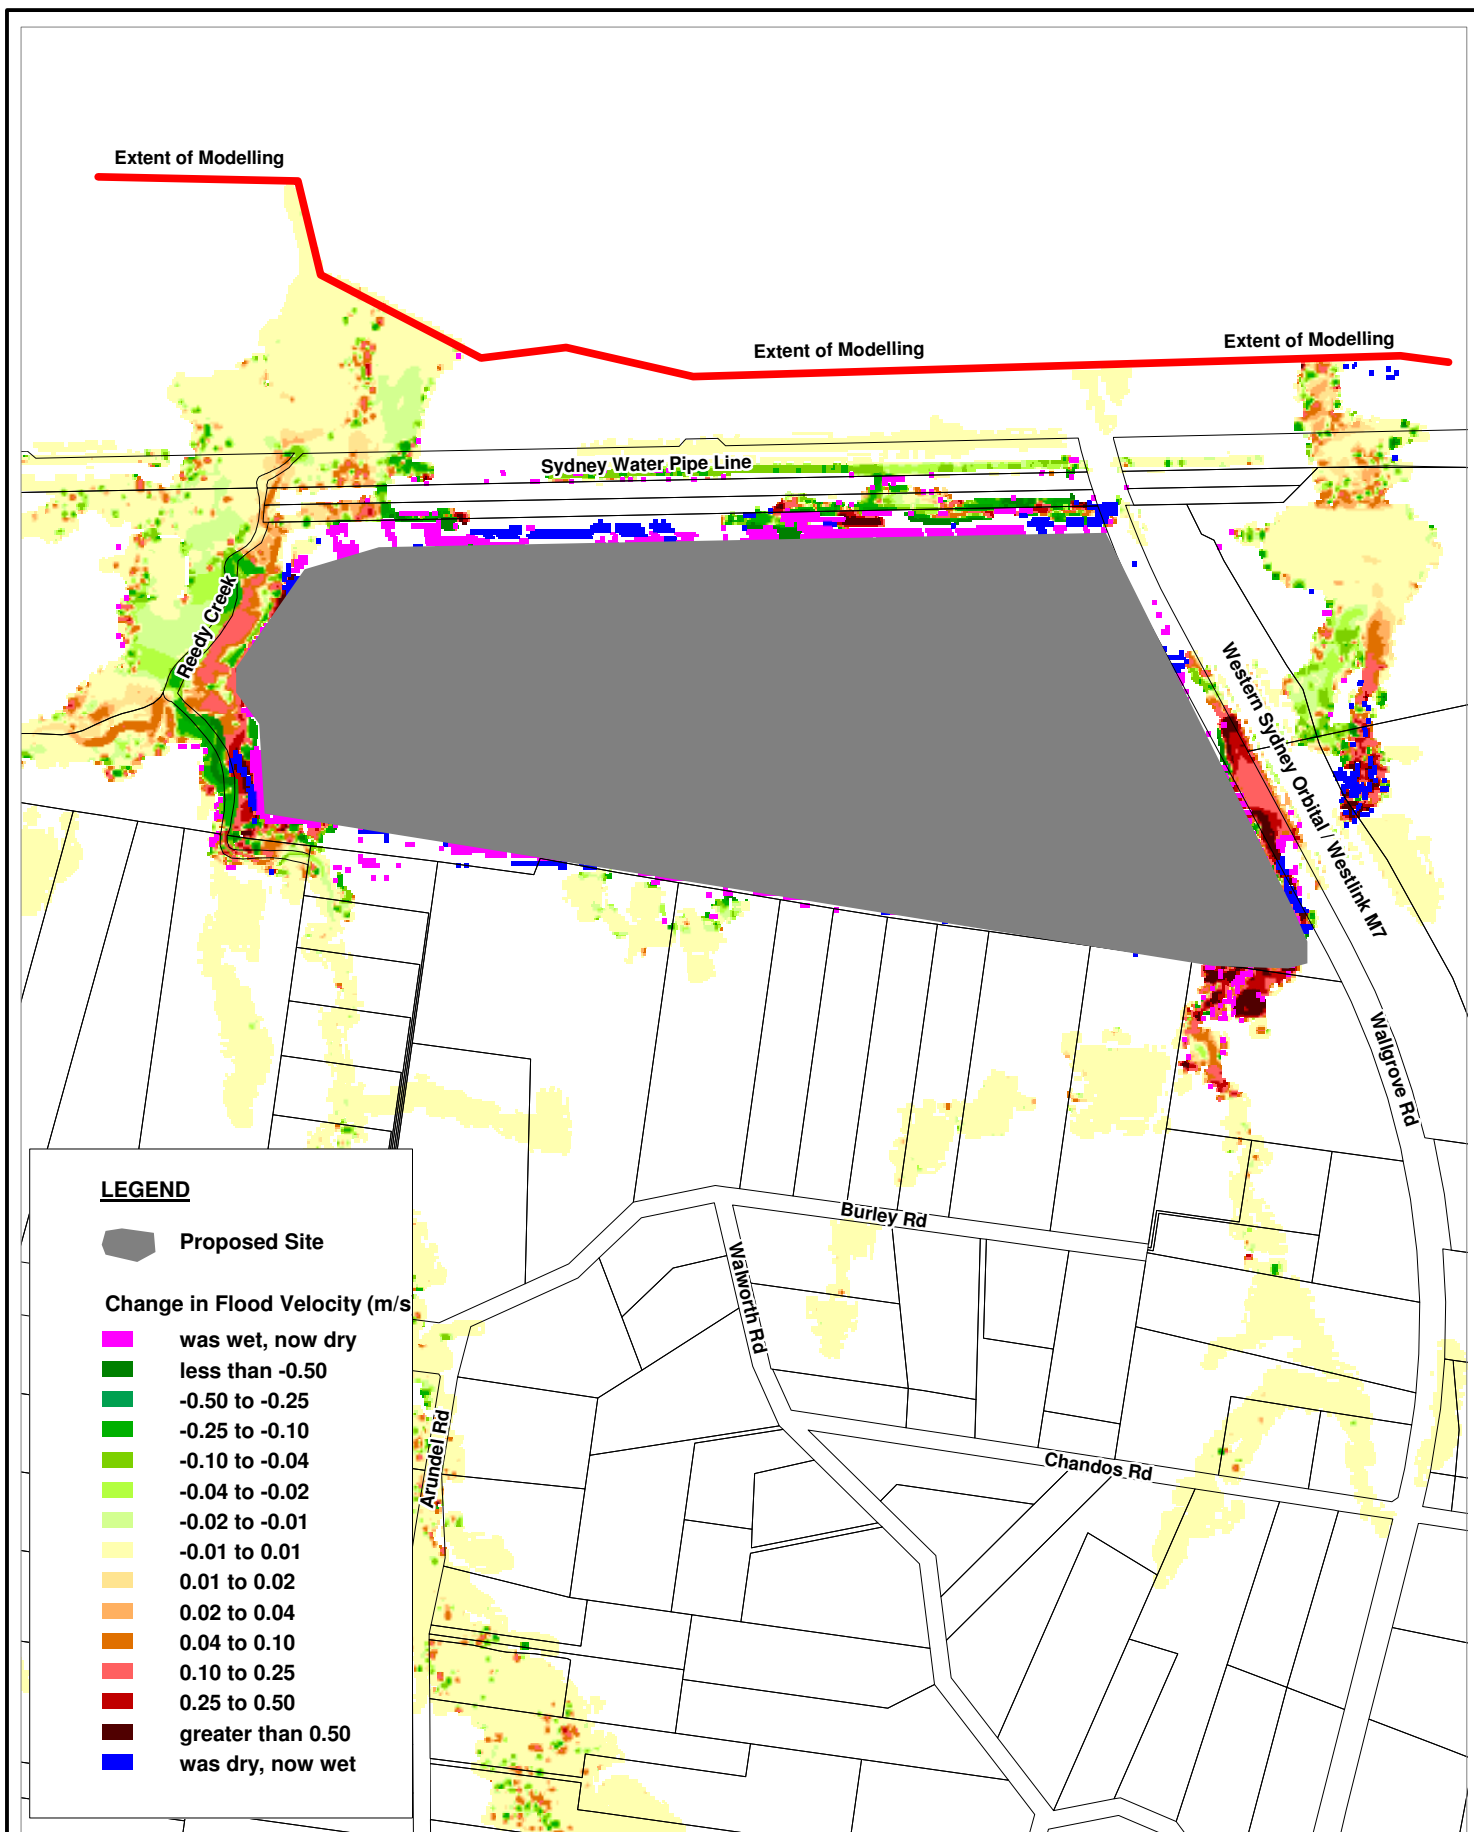 Extent of Modelling
Extent of Modelling
Extent of Modelling
Sydney Water Pipe Line
Reedy Creek
Western Sydney Orbital / Westlink M7
Wallgrove Rd
Burley Rd
Walworth Rd
Arundel Rd
Chandos Rd
LEGEND
Proposed Site
Change in Flood Velocity (m/s
was wet, now dry
less than -0.50
-0.50 to -0.25
-0.25 to -0.10
-0.10 to -0.04
-0.04 to -0.02
-0.02 to -0.01
-0.01 to 0.01
0.01 to 0.02
0.02 to 0.04
0.04 to 0.10
0.10 to 0.25
0.25 to 0.50
greater than 0.50
was dry, now wet